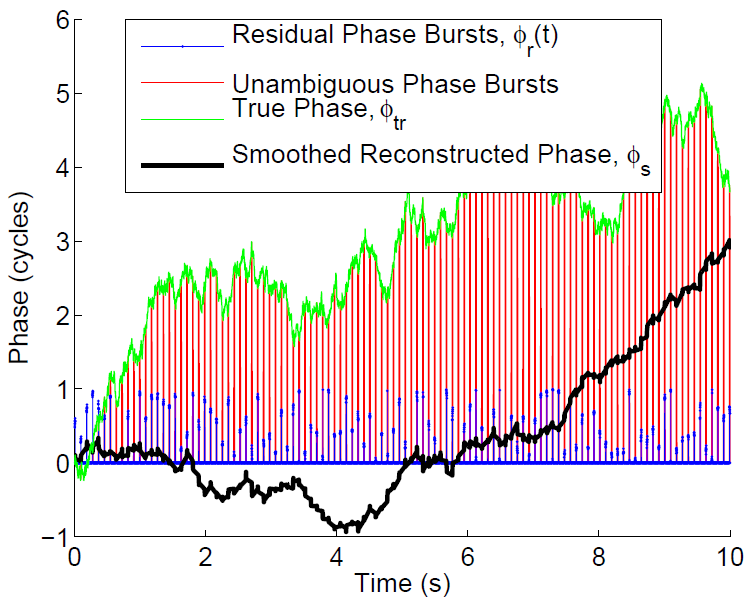 6
5
4
3
2
1
0
−1
0
2
4
6
8
10
Phase (cycles)
Time (s)
Residual Phase Bursts, ϕr(t)
Unambiguous Phase Bursts
True Phase, ϕtr
Smoothed Reconstructed Phase, ϕs